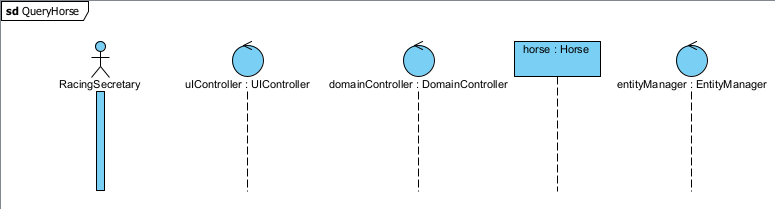 sd QueryHorse
horse : Horse
RacingSecretary
uIController : UIController
domainController : DomainController
entityManager : EntityManager